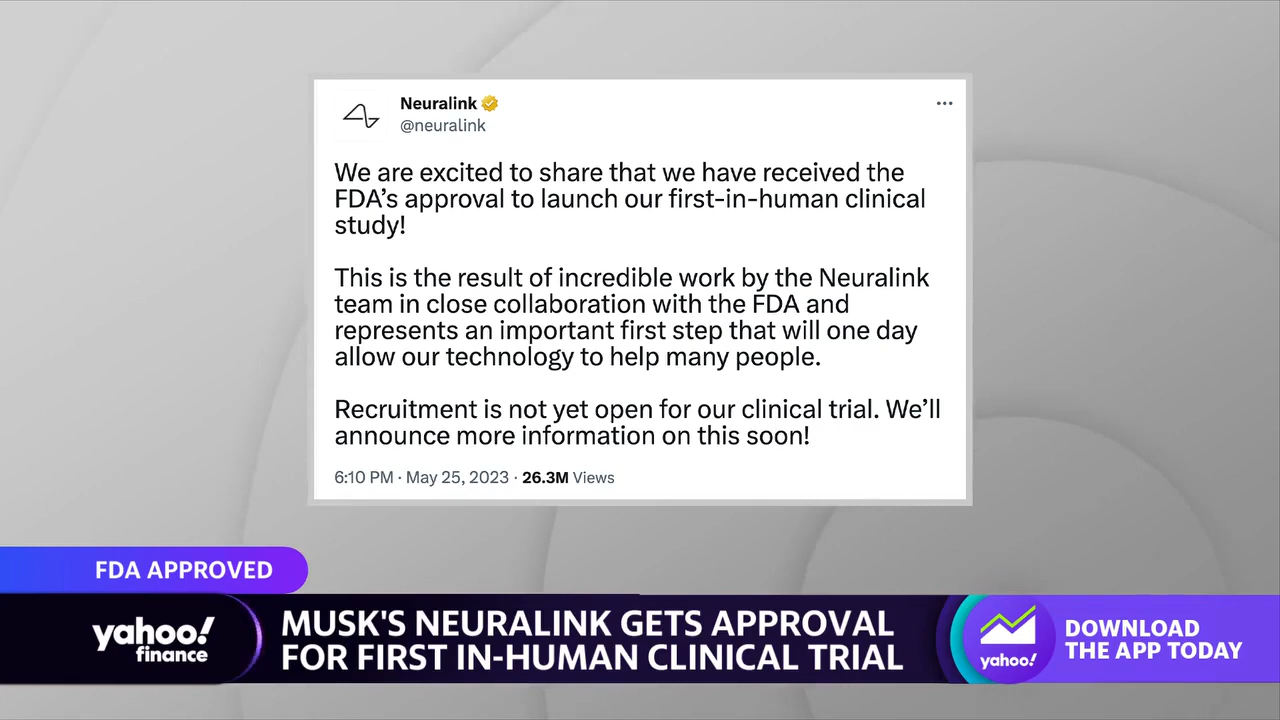 Neuralink
@neuralink
We are excited to share that we have received the
FDA's approval to launch our first-in-human clinical
study!
This is the result of incredible work by the Neuralink
team in close collaboration with the FDA and
represents an important first step that will one day
allow our technology to help many people.
Recruitment is not yet open for our clinical trial. We'll
announce more information on this soon!
6:10 PM · May 25, 2023 · 26.3M Views
FDA APPROVED
yahoo!
finance
MUSK'S NEURALINK GETS APPROVAL
FOR FIRST IN-HUMAN CLINICAL TRIAL
yahoo!
DOWNLOAD
THE APP TODAY